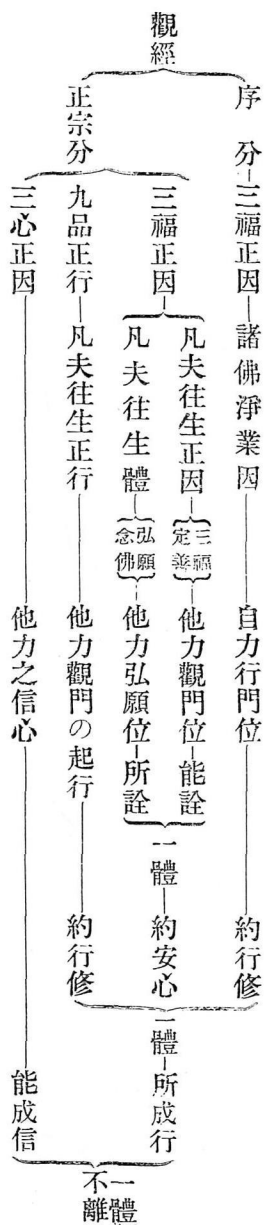 觀經
序分―三福正因―諸佛淨業因――自力行門位――約行修
正宗分
三福正因
凡夫往生正因
三福
定善
他力觀門位―能詮
凡夫往生體
弘願
念佛
他力弘願位―所詮
一體―約安心
九品正行―凡夫往生正行――他力觀門の起行――約行修
一體―所成行
三心正因――他力之信心――能成信
一體
不離